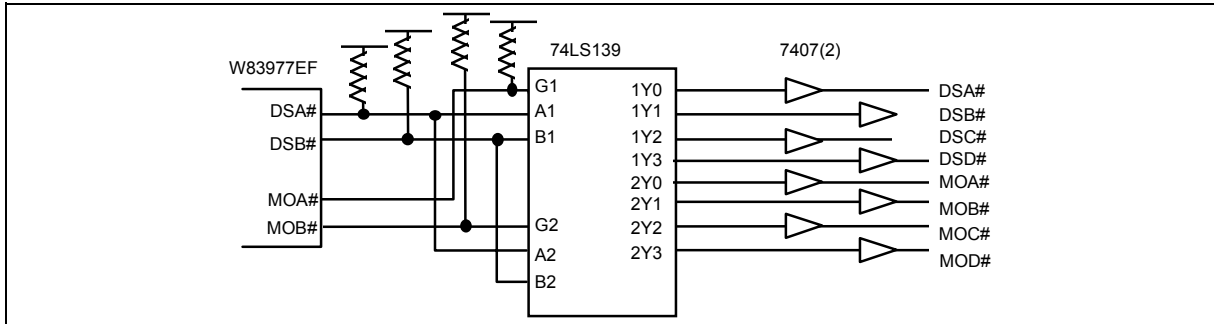 74LS139
7407(2)
W83977EF
DSA#
DSB#
MOA#
MOB#
G1
A1
B1
G2
A2
B2
1Y0
1Y1
1Y2
1Y3
2Y0
2Y1
2Y2
2Y3
DSA#
DSB#
DSC#
DSD#
MOA#
MOB#
MOC#
MOD#